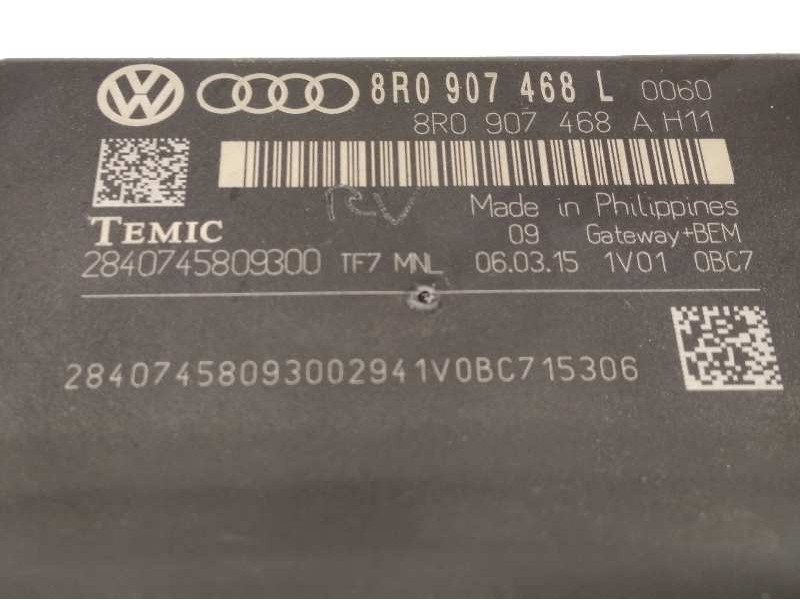 8R0 907 468 L 0060
8R0 907 468 A H11
RV
Made in Philippines
TEMIC 09 Gateway+BEM
2840745809300 TF7 MNL 06.03.15 1V01 0BC7
28407458093002941V0BC715306